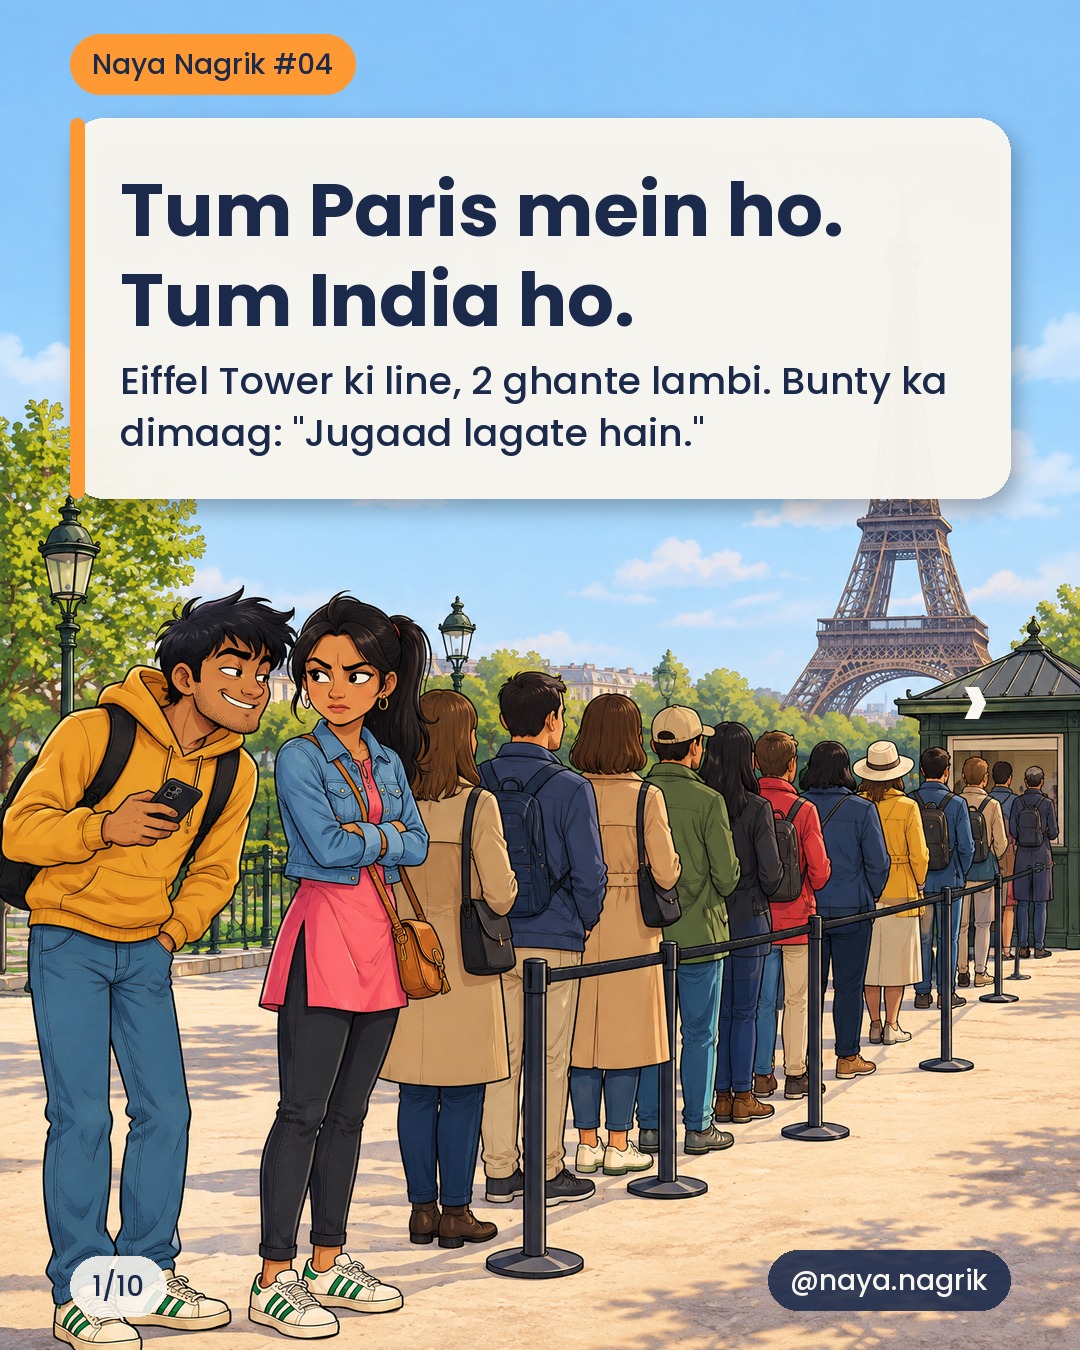 Naya Nagrik #04
Tum Paris mein ho.
Tum India ho.
Eiffel Tower ki line, 2 ghante lambi. Bunty ka
dimaag: "Jugaad lagate hain."
1/10
@naya.nagrik